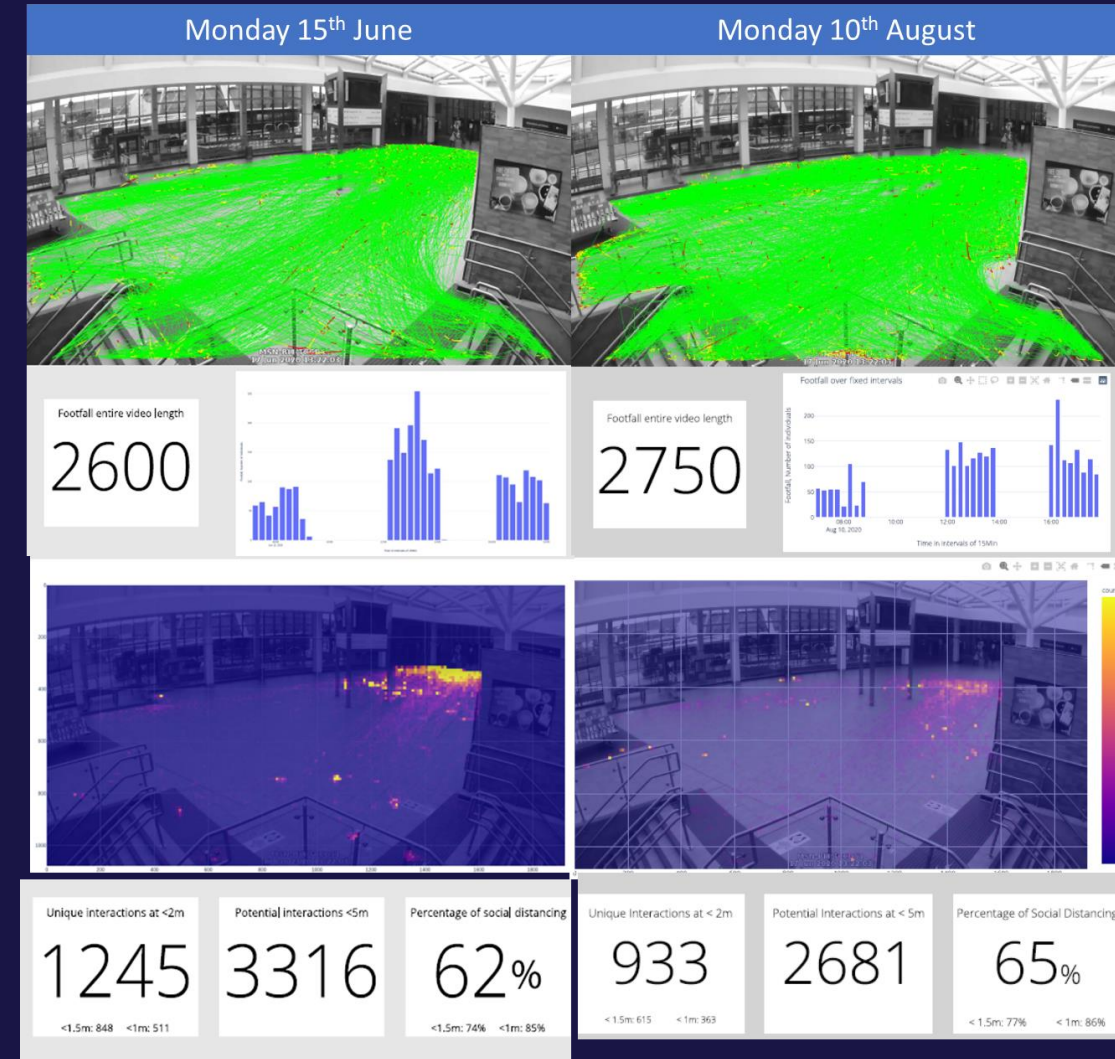 Monday 15th June
Monday 10th August
Footfall entire video length
2600
Footfall entire video length
2750
Footfall over fixed intervals
Footfall, Number of individuals
200
150
100
50
0
08:00
10:00
12:00
14:00
16:00
Aug 10, 2020
Time in intervals of 15Min
Unique interactions at <2m
1245
<1.5m: 848 <1m: 511
Potential interactions <5m
3316
Percentage of social distancing
62%
<1.5m: 74% <1m: 85%
Unique Interactions at < 2m
933
< 1.5m: 615 < 1m: 363
Potential Interactions at < 5m
2681
Percentage of Social Distancing
65%
< 1.5m: 77% < 1m: 86%